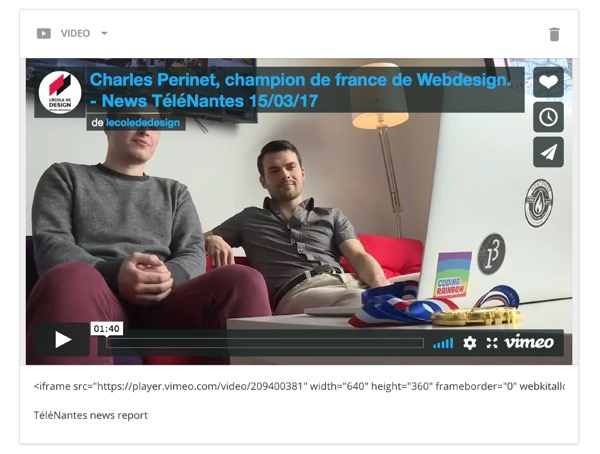 VIDEO
Charles Perinet, champion de france de Webdesign.
- News TéléNantes 15/03/17
L'ÉCOLE DE
DESIGN
de lecolededesign
13
CODING
RAINBOW
01:40
vimeo
<iframe src="https://player.vimeo.com/video/209400381" width="640" height="360" frameborder="0" webkitallo
TéléNantes news report